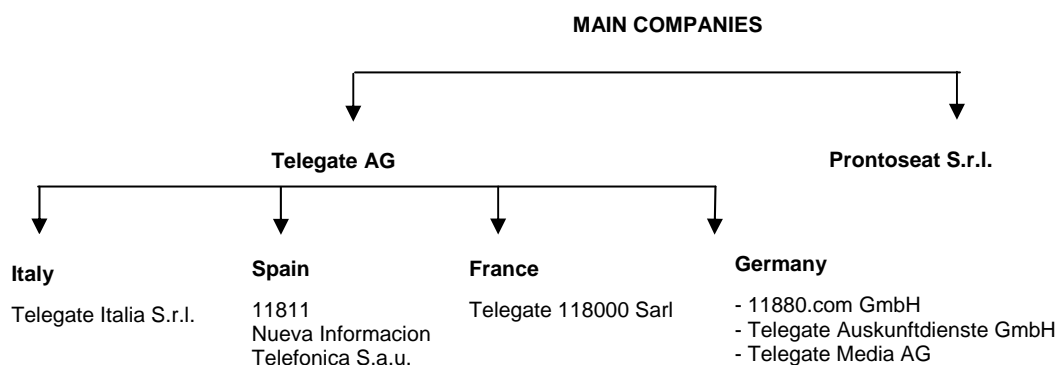 MAIN COMPANIES
Telegate AG
Prontoseat S.r.l.
Italy
Telegate Italia S.r.l.
Spain
11811
Nueva Informacion
Telefonica S.a.u.
France
Telegate 118000 Sarl
Germany
- 11880.com GmbH
- Telegate Auskunftdienste GmbH
- Telegate Media AG